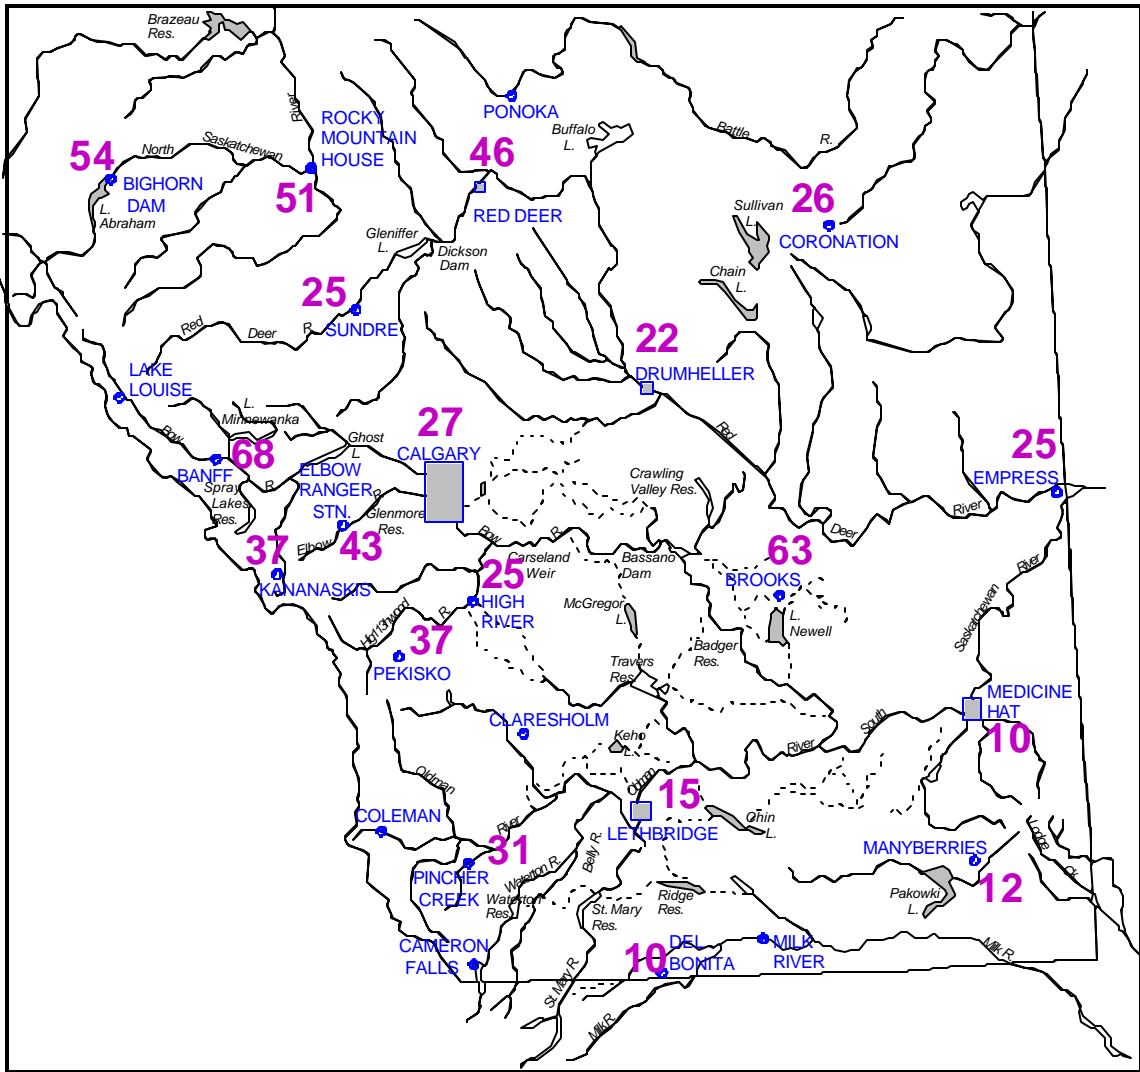 Brazeau
Res.
River
ROCKY
MOUNTAIN
HOUSE
PONOKA
Buffalo
L.
Battle
R.
54
North
Saskatchewan
46
BIGHORN
DAM
51
RED DEER
Sullivan
L.
26
L.
Abraham
Gleniffer
L.
Dickson
Dam
CORONATION
Chain
L.
25
SUNDRE
Red
Deer
R.
22
DRUMHELLER
LAKE
LOUISE
L.
Minnewanka
Bow
Ghost
L
27
CALGARY
Red
25
EMPRESS
68
BANFF
ELBOW
RANGER
STN.
R.
R.
Spray
Lakes
Res.
Glenmore
Res.
Crawling
Valley Res.
River
Deer
Elbow
43
Bow
R.
37
KANANASKIS
Carseland
Weir
Bassano
Dam
63
BROOKS
River
25
HIGH
RIVER
McGregor
L.
L.
Newell
Saskatchewan
R.
37
PEKISKO
Badger
Res.
Travers
Res.
MEDICINE
HAT
10
CLARESHOLM
Keho
L.
River
South
Oldman
Oldman
15
LETHBRIDGE
Chin
L.
COLEMAN
River
31
PINCHER
CREEK
Waterton R.
Waterton
Res.
Belly R.
MANYBERRIES
12
Lodge
Ck.
Pakowki
L.
Ridge
Res.
St. Mary
Res.
CAMERON
FALLS
10
DEL
BONITA
MILK
RIVER
Milk R.
St. Mary R.
Milk R.